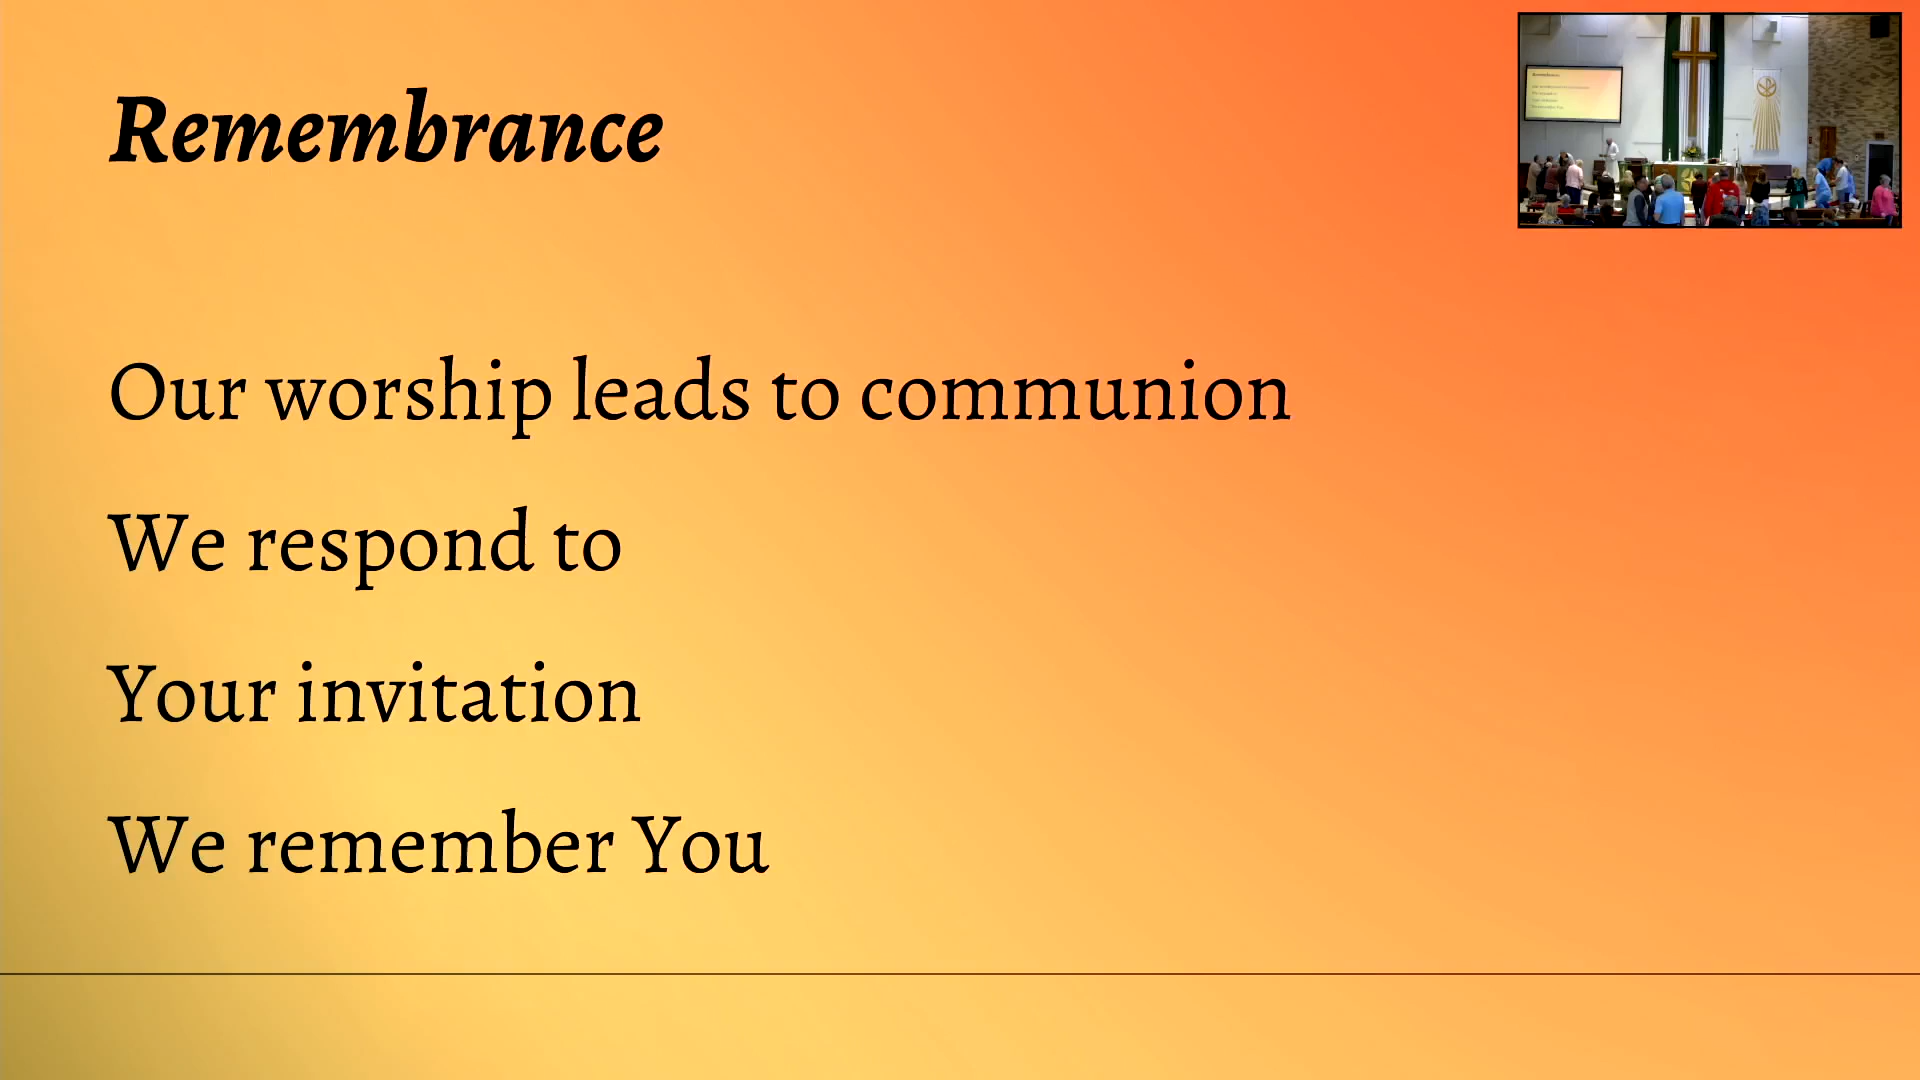 Remembrance
Our worship leads to communion
We respond to
Your invitation
We remember You